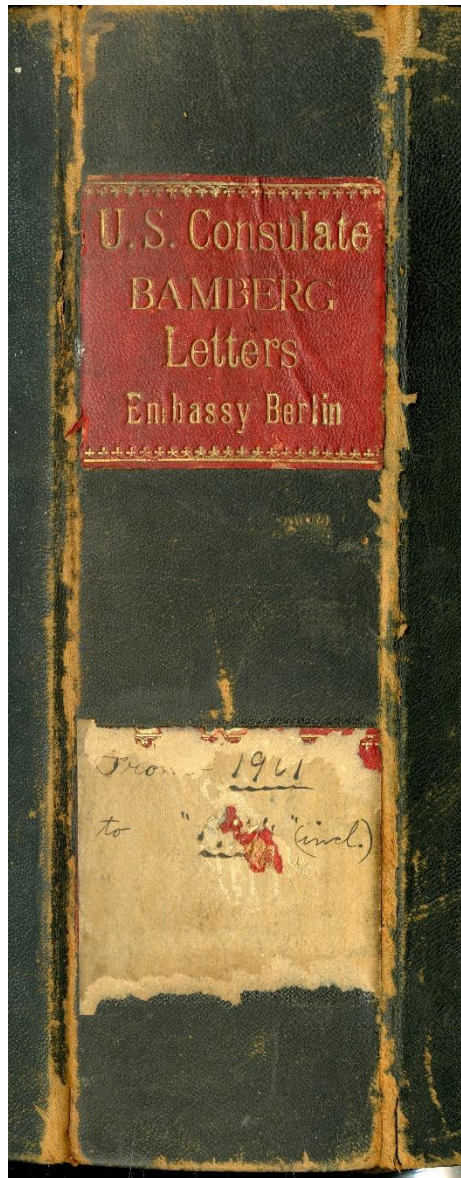 U.S. Consulate
BAMBERG
Letters
Embassy Berlin
From - 1911
to " " (incl.)